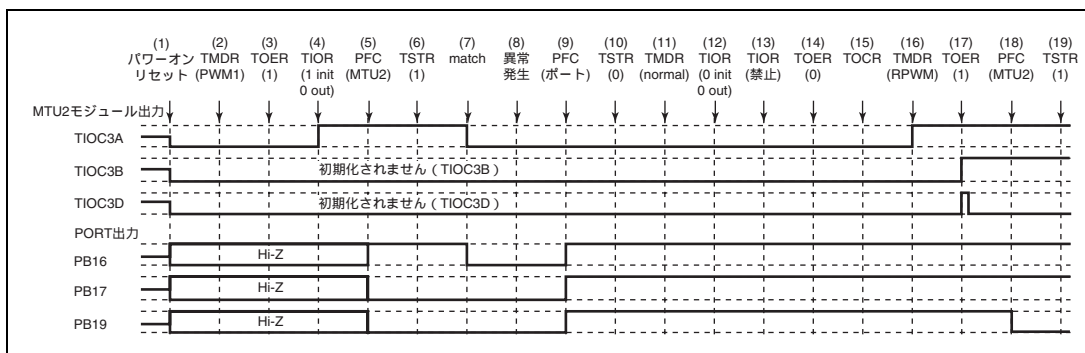 (1) (2) (3) (4) (5) (6) (7) (8) (9) (10) (11) (12) (13) (14) (15) (16) (17) (18) (19)
パワーオン TMDR TOER TIOR PFC TSTR match 異常 PFC TSTR TMDR TIOR TIOR TOER TOCR TMDR TOER PFC TSTR
リセット (PWM1) (1) (1 init (MTU2) (1) 発生 (ポート) (0) (normal) (0 init (禁止) (0) (RPWM) (1) (MTU2) (1)
0 out) 0 out)
MTU2モジュール出力
TIOC3A
TIOC3B 初期化されません（TIOC3B）
TIOC3D 初期化されません（TIOC3D）
PORT出力
PB16 Hi-Z
PB17 Hi-Z
PB19 Hi-Z